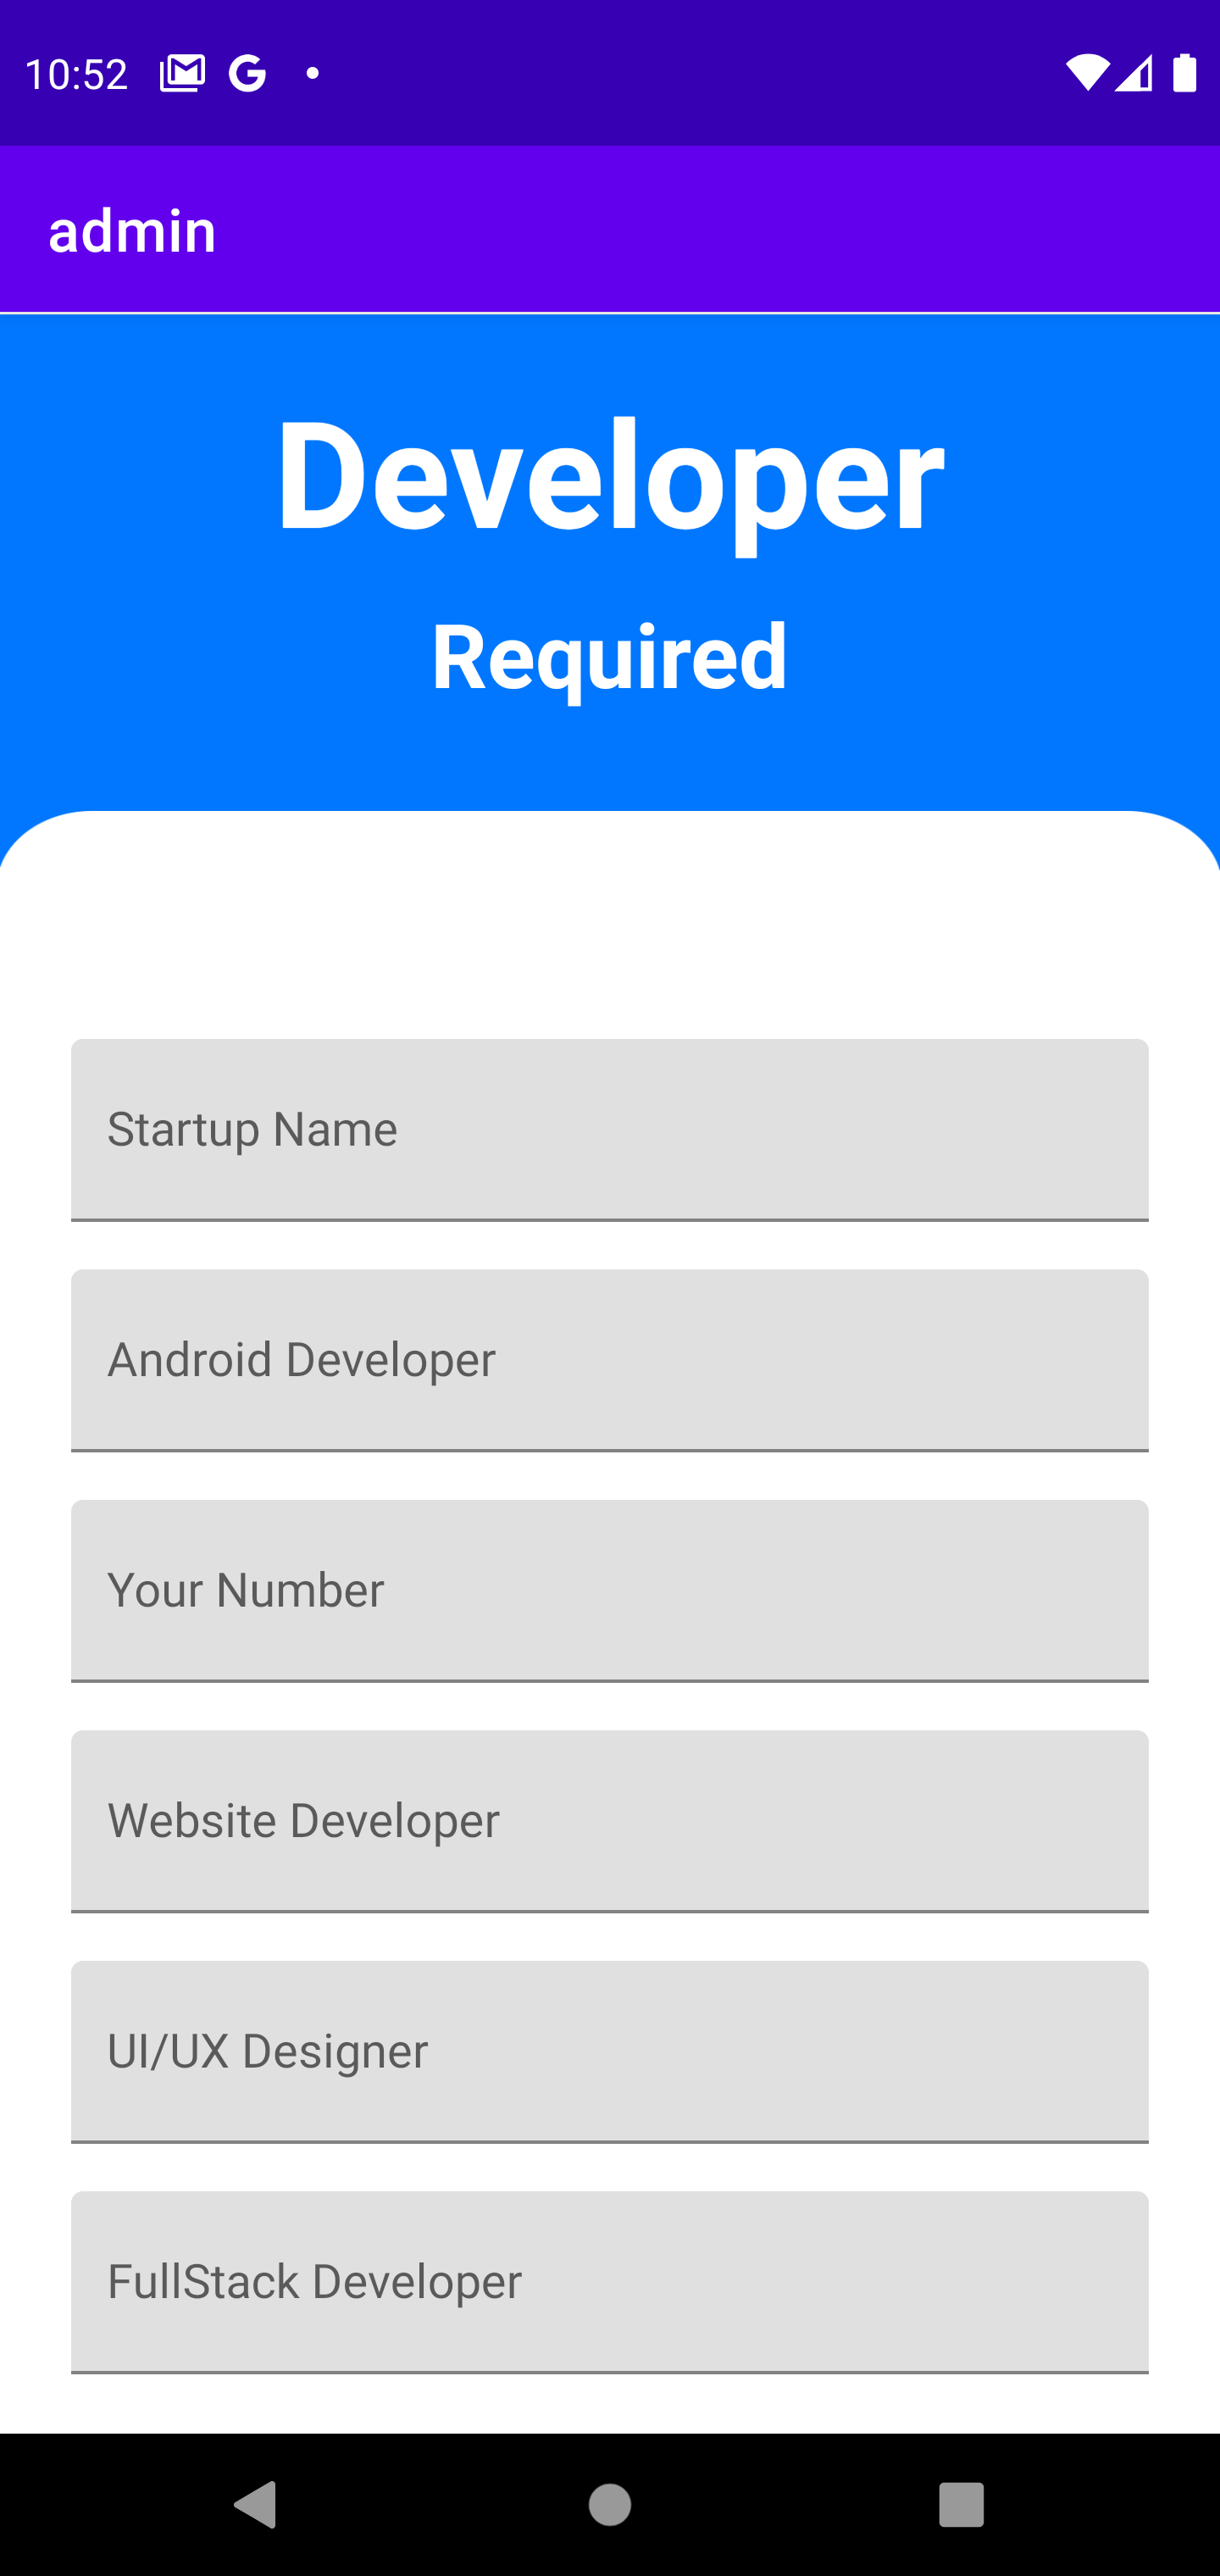 10:52
admin
Developer
Required
Startup Name
Android Developer
Your Number
Website Developer
UI/UX Designer
FullStack Developer